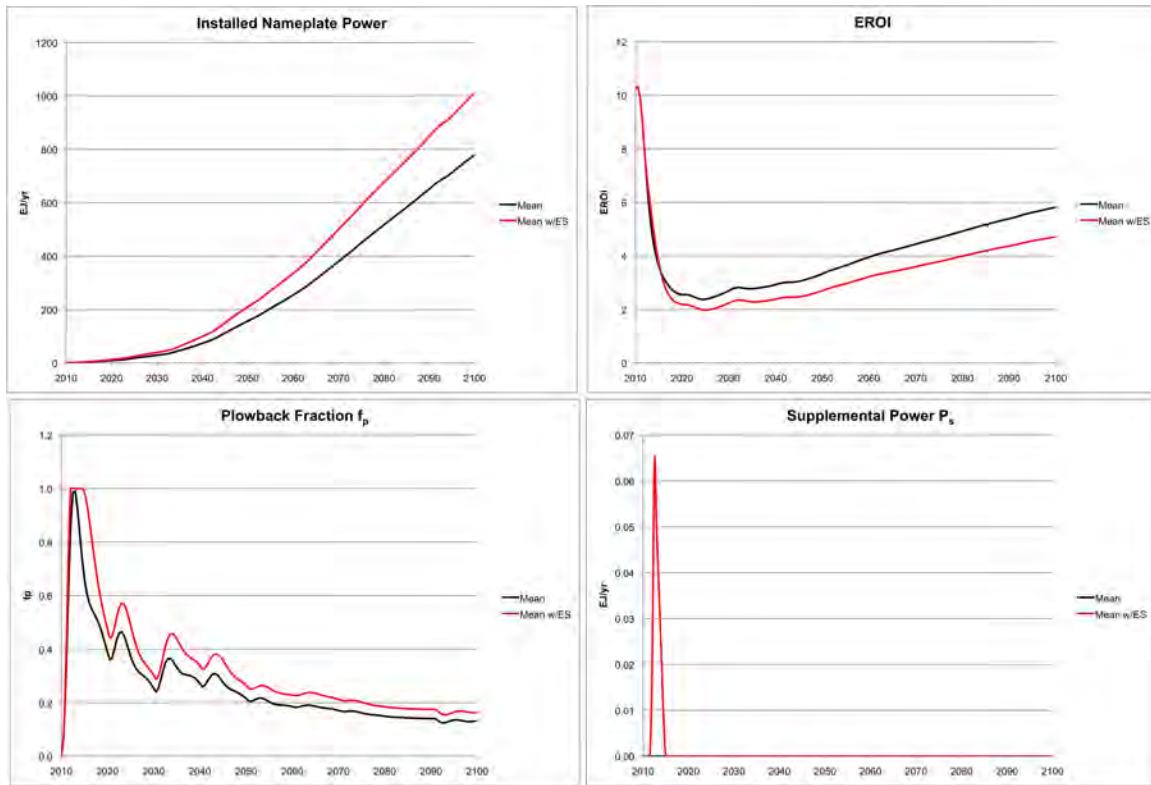 Installed Nameplate Power
1200
1000
800
600
400
200
0
EJ/yr
2010 2020 2030 2040 2050 2060 2070 2080 2090 2100
Mean
Mean w/ES
EROI
12
10
8
6
4
2
0
EROI
2010 2020 2030 2040 2050 2060 2070 2080 2090 2100
Mean
Mean w/ES
Plowback Fraction fp
1.2
1.0
0.8
0.6
0.4
0.2
0.0
fp
2010 2020 2030 2040 2050 2060 2070 2080 2090 2100
Mean
Mean w/ES
Supplemental Power Ps
0.07
0.06
0.05
0.04
0.03
0.02
0.01
0.00
EJ/yr
2010 2020 2030 2040 2050 2060 2070 2080 2090 2100
Mean
Mean w/ES